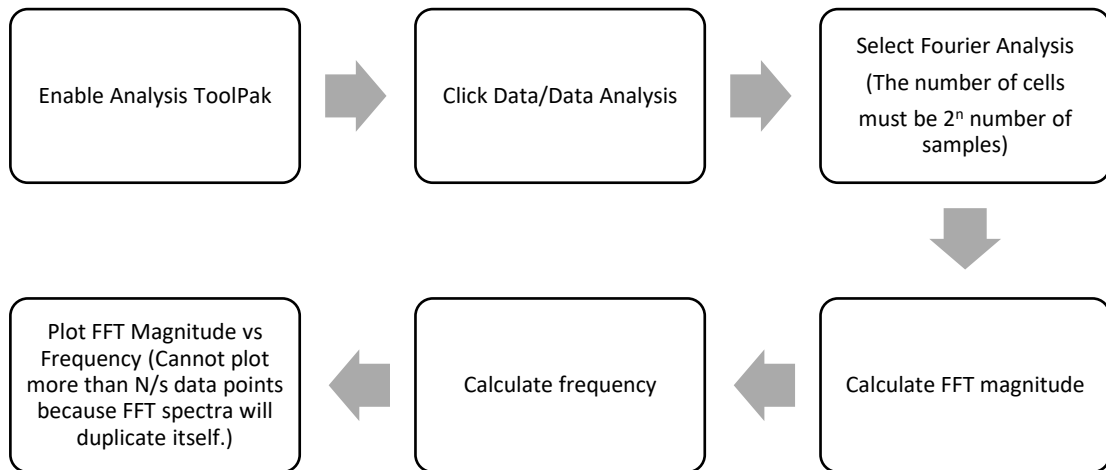 Enable Analysis ToolPak
Click Data/Data Analysis
Select Fourier Analysis
(The number of cells
must be 2ⁿ number of
samples)
Calculate FFT magnitude
Calculate frequency
Plot FFT Magnitude vs
Frequency (Cannot plot
more than N/s data points
because FFT spectra will
duplicate itself.)